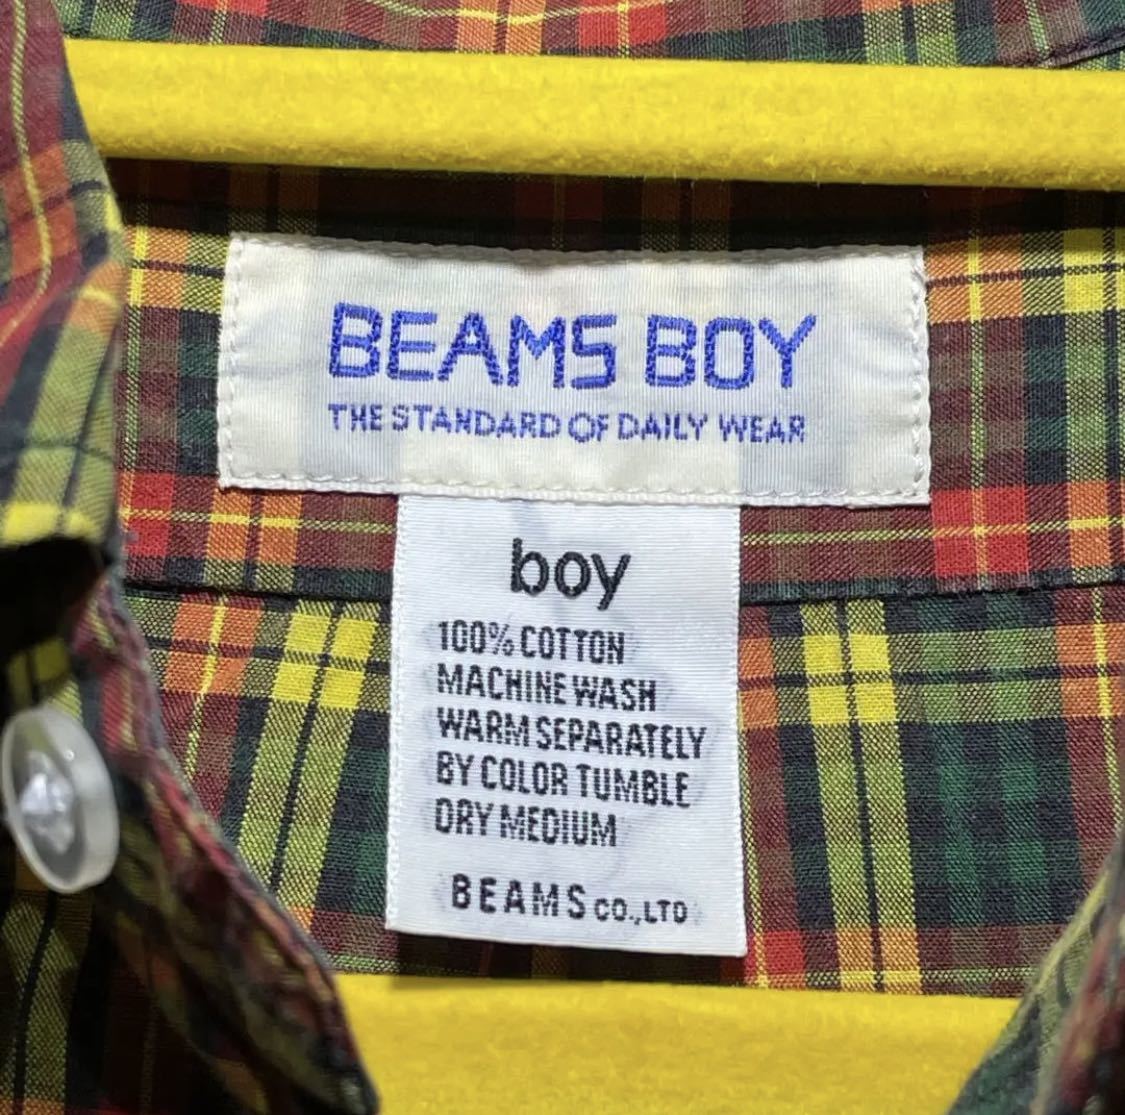 BEAMS BOY
THE STANDARD OF DAILY WEAR
boy
100% COTTON
MACHINE WASH
WARM SEPARATELY
BY COLOR TUMBLE
DRY MEDIUM
BEAMS CO.,LTD